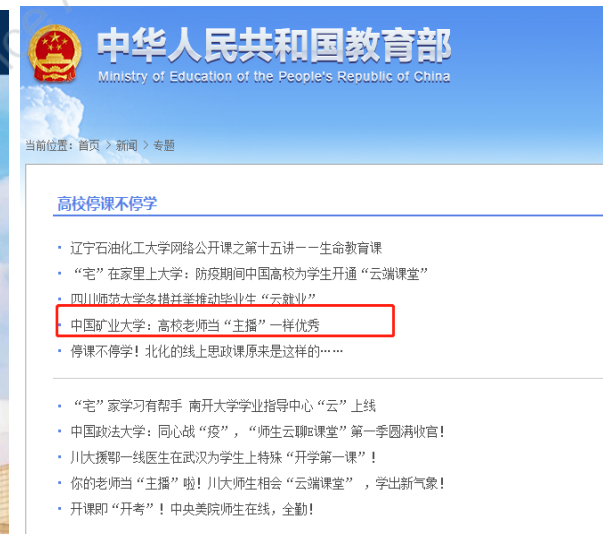 中华人民共和国教育部
Ministry of Education of the People's Republic of China
当前位置：首页 > 新闻 > 专题
高校停课不停学
· 辽宁石油化工大学网络公开课之第十五讲——生命教育课
· “宅”在家里上大学：防疫期间中国高校为学生开通“云端课堂”
· 四川师范大学多措并举推动毕业生“云就业”
· 中国矿业大学：高校老师当“主播”一样优秀
· 停课不停学！北化的线上思政课原来是这样的……
· “宅”家学习有帮手 南开大学学业指导中心“云”上线
· 中国政法大学：同心战“疫”，“师生云聊E课堂”第一季圆满收官！
· 川大援鄂一线医生在武汉为学生上特殊“开学第一课”！
· 你的老师当“主播”啦！川大师生相会“云端课堂”，学出新气象！
· 开课即“开考”！中央美院师生在线，全勤！